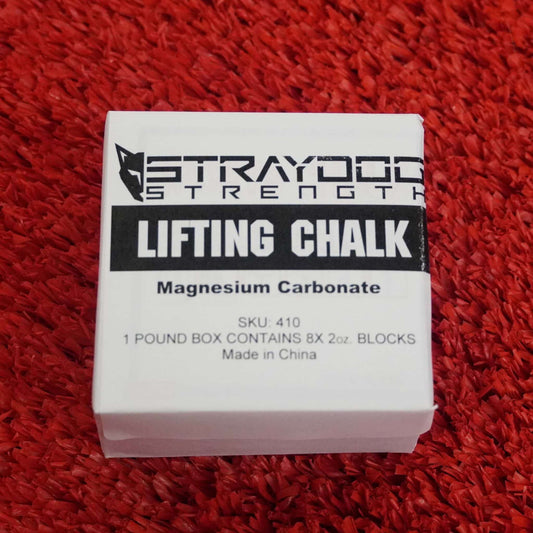 STRAYDOG
STRENGTH
LIFTING CHALK
Magnesium Carbonate
SKU: 410
1 POUND BOX CONTAINS 8X 2oz. BLOCKS
Made in China